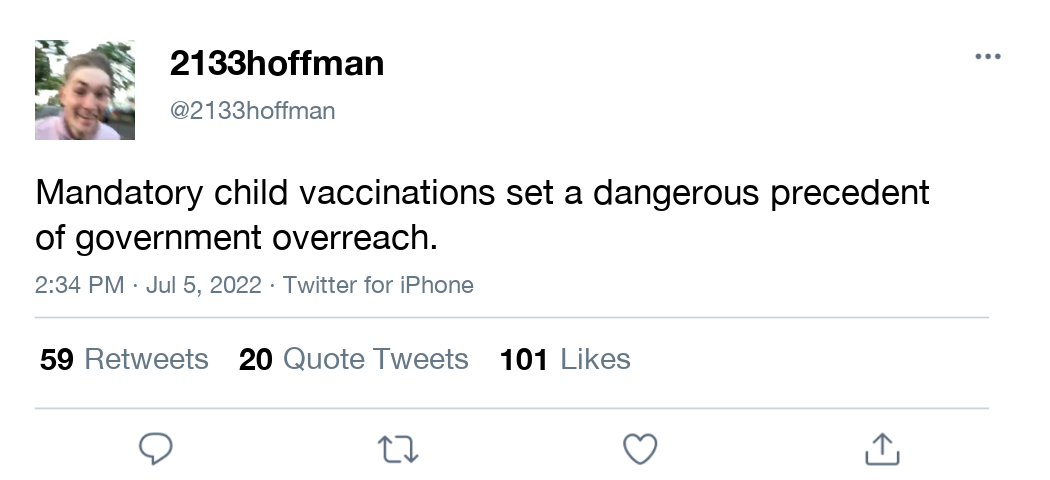 2133hoffman
@2133hoffman
Mandatory child vaccinations set a dangerous precedent
of government overreach.
2:34 PM · Jul 5, 2022 · Twitter for iPhone
59 Retweets 20 Quote Tweets 101 Likes